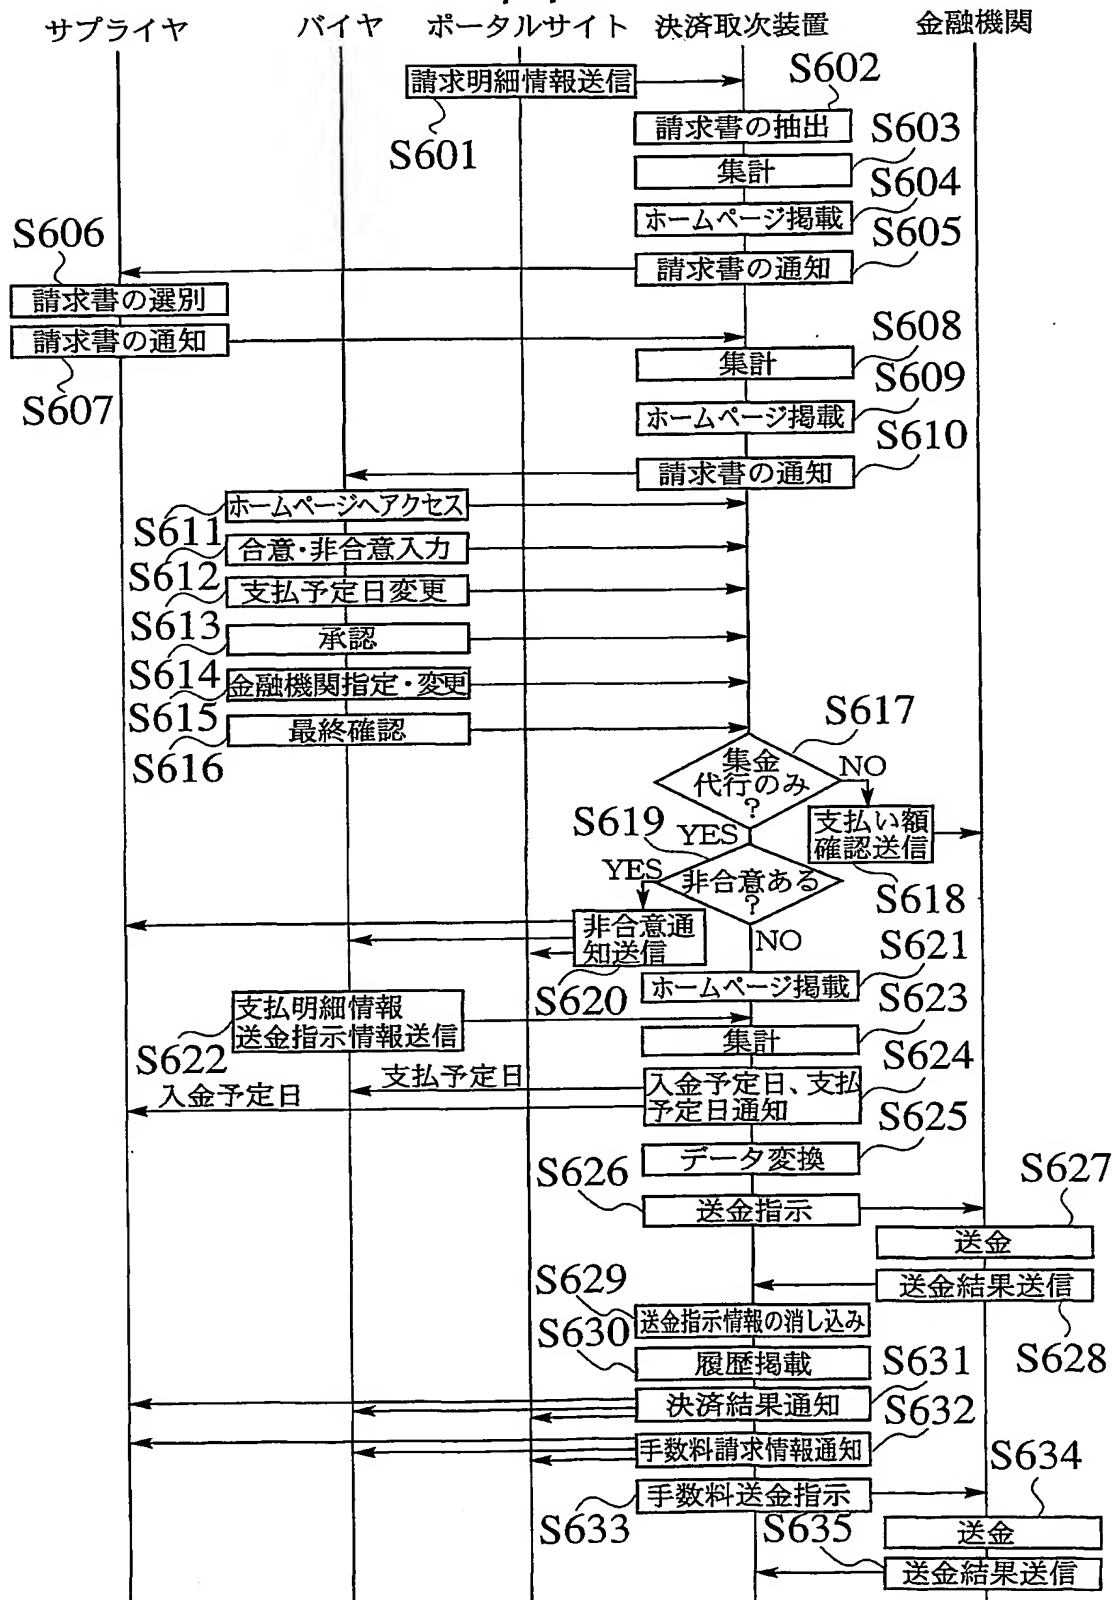 サプライヤ
バイヤ
ポータルサイト
決済取次装置
金融機関
請求明細情報送信
S601
S602
請求書の抽出
S603
集計
S604
ホームページ掲載
S605
請求書の通知
S606
請求書の選別
請求書の通知
S607
S608
集計
S609
ホームページ掲載
S610
請求書の通知
ホームページへアクセス
S611
合意・非合意入力
S612
支払予定日変更
S613
承認
S614
金融機関指定・変更
S615
最終確認
S616
S617
集金
代行のみ
?
NO
YES
支払い額
確認送信
S618
S619
非合意ある
?
YES
NO
非合意通
知送信
S620
S621
ホームページ掲載
支払明細情報
送金指示情報送信
S622
S623
集計
S624
入金予定日、支払
予定日通知
支払予定日
入金予定日
S625
データ変換
S626
送金指示
S627
送金
送金結果送信
S628
S629
送金指示情報の消し込み
S630
履歴掲載
S631
決済結果通知
S632
手数料請求情報通知
手数料送金指示
S633
S634
送金
S635
送金結果送信